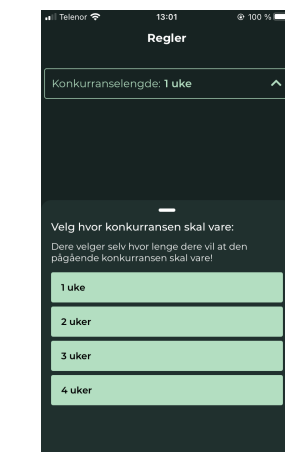 Telenor 13:01 100 %
Regler
Konkurranselengde: 1 uke
Velg hvor konkurransen skal vare:
Dere velger selv hvor lenge dere vil at den
pågående konkurransen skal vare!
1 uke
2 uker
3 uker
4 uker